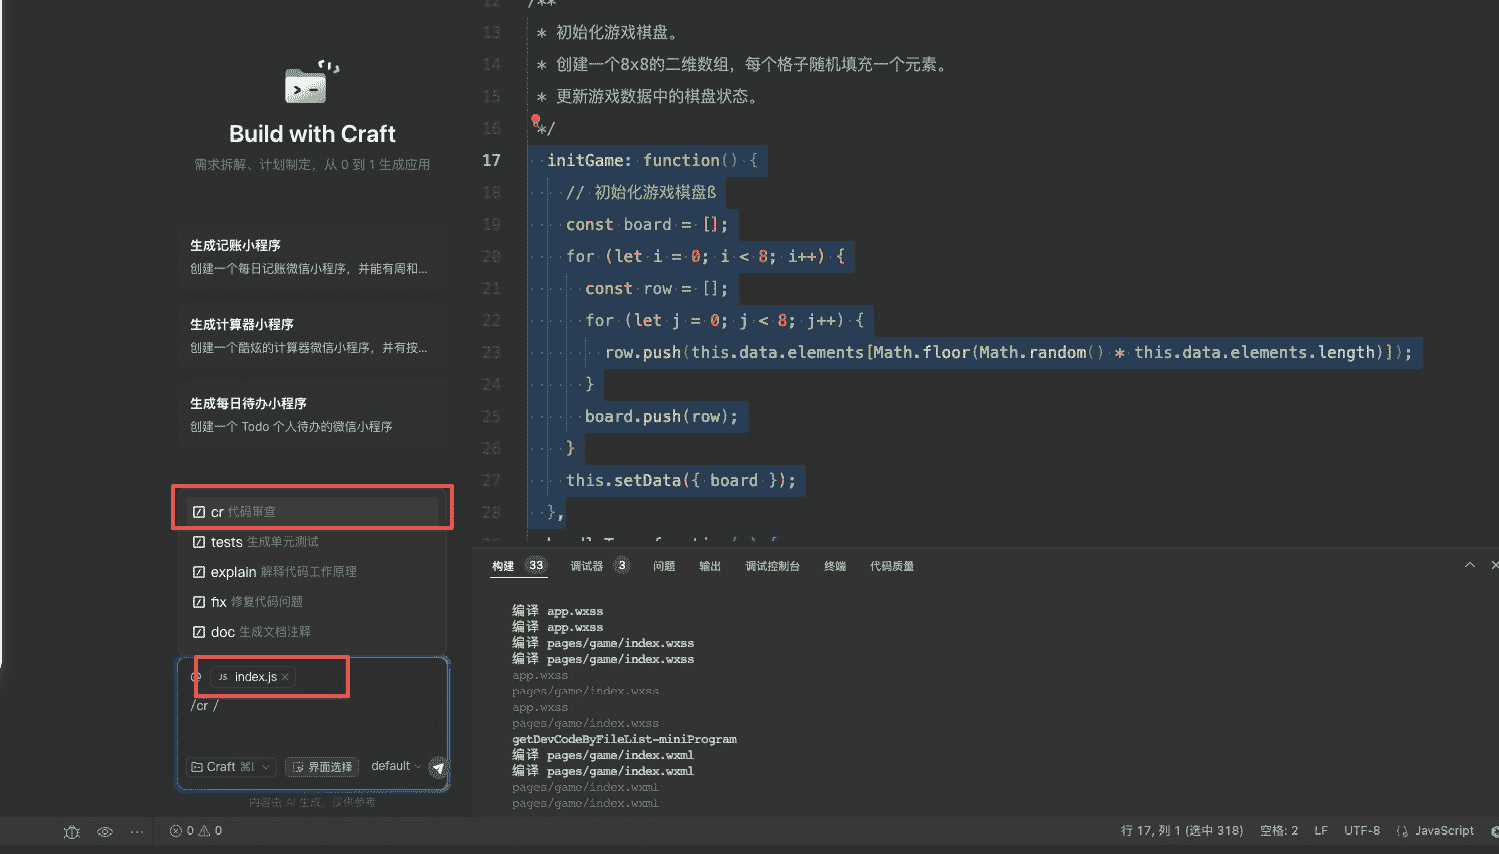 Build with Craft
需求拆解、计划制定，从 0 到 1 生成应用
生成记账小程序
创建一个每日记账微信小程序，并能有周和...
生成计算器小程序
创建一个酷炫的计算器微信小程序，并有按...
生成每日待办小程序
创建一个 Todo 个人待办的微信小程序
cr 代码审查
tests 生成单元测试
explain 解释代码工作原理
fix 修复代码问题
doc 生成文档注释
@ JS index.js ×
/cr /
Craft ⌘I
界面选择
default
内容由 AI 生成，仅供参考
12 /**
13 * 初始化游戏棋盘。
14 * 创建一个8x8的二维数组，每个格子随机填充一个元素。
15 * 更新游戏数据中的棋盘状态。
16 */
17 initGame: function() {
18 // 初始化游戏棋盘ß
19 const board = [];
20 for (let i = 0; i < 8; i++) {
21 const row = [];
22 for (let j = 0; j < 8; j++) {
23 row.push(this.data.elements[Math.floor(Math.random() * this.data.elements.length)]);
24 }
25 board.push(row);
26 }
27 this.setData({ board });
28 },
构建 33 调试器 3 问题 输出 调试控制台 终端 代码质量
编译 app.wxss
编译 app.wxss
编译 pages/game/index.wxss
编译 pages/game/index.wxss
app.wxss
pages/game/index.wxss
app.wxss
pages/game/index.wxss
getDevCodeByFileList-miniProgram
编译 pages/game/index.wxml
编译 pages/game/index.wxml
pages/game/index.wxml
pages/game/index.wxml
... 0 0
行 17, 列 1 (选中 318) 空格: 2 LF UTF-8 {} JavaScript